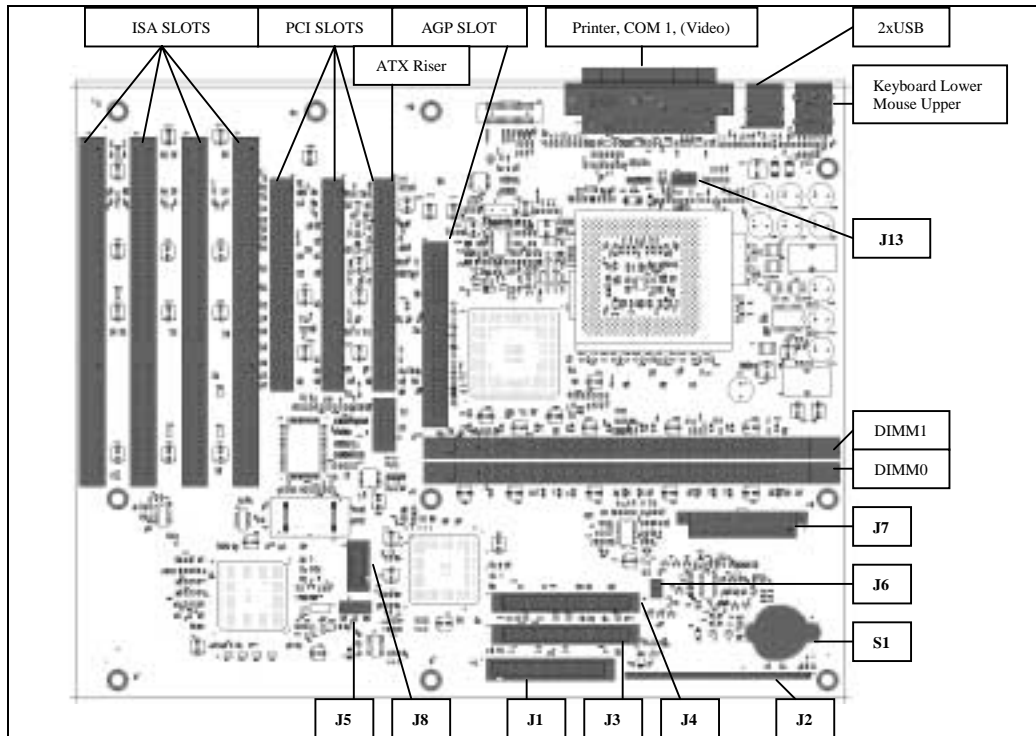 ISA SLOTS
PCI SLOTS
AGP SLOT
Printer, COM 1, (Video)
2xUSB
ATX Riser
Keyboard Lower
Mouse Upper
J13
DIMM1
DIMM0
J7
J6
S1
J5
J8
J1
J3
J4
J2